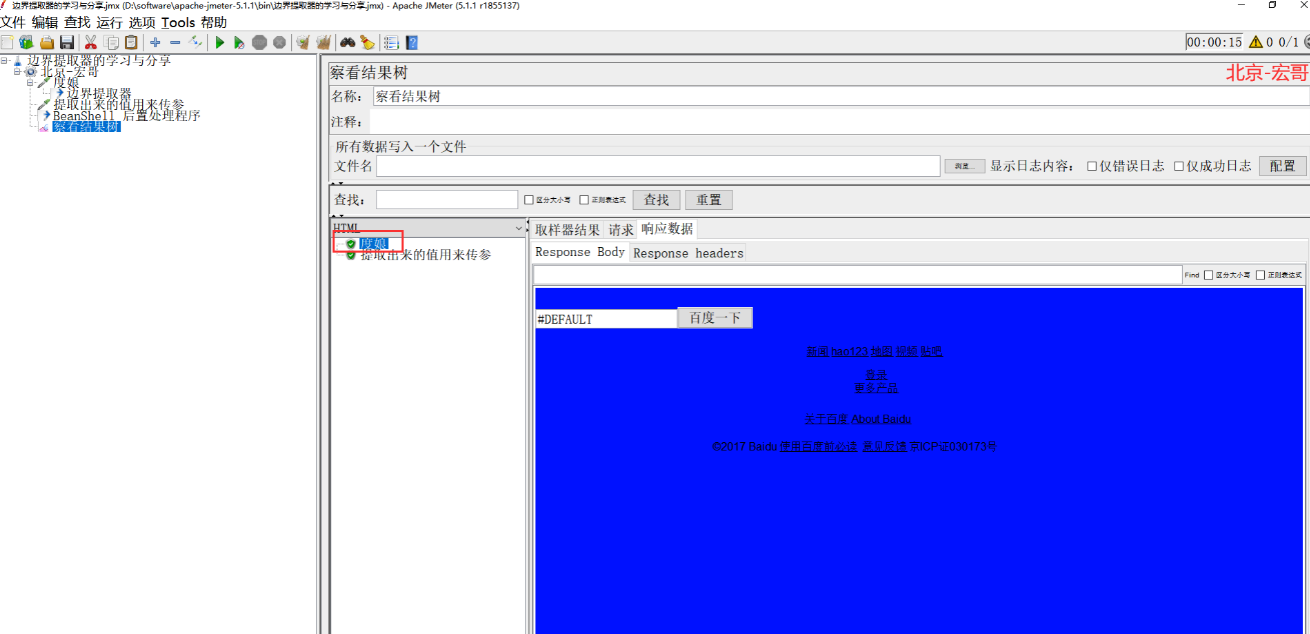 边界提取器的学习与分享.jmx (D:\software\apache-jmeter-5.1.1\bin\边界提取器的学习与分享.jmx) - Apache JMeter (5.1.1 r1855137)
文件 编辑 查找 运行 选项 Tools 帮助
00:00:15 0 0/1
边界提取器的学习与分享
北京-宏哥
度娘
边界提取器
提取出来的值用来传参
BeanShell 后置处理程序
察看结果树
察看结果树
北京-宏哥
名称： 察看结果树
注释：
所有数据写入一个文件
文件名 浏览... 显示日志内容： 仅错误日志 仅成功日志 配置
查找： 区分大小写 正则表达式 查找 重置
HTML
度娘
提取出来的值用来传参
取样器结果 请求 响应数据
Response Body Response headers
Find 区分大小写 正则表达式
#DEFAULT 百度一下
新闻 hao123 地图 视频 贴吧
登录
更多产品
关于百度 About Baidu
©2017 Baidu 使用百度前必读 意见反馈 京ICP证030173号